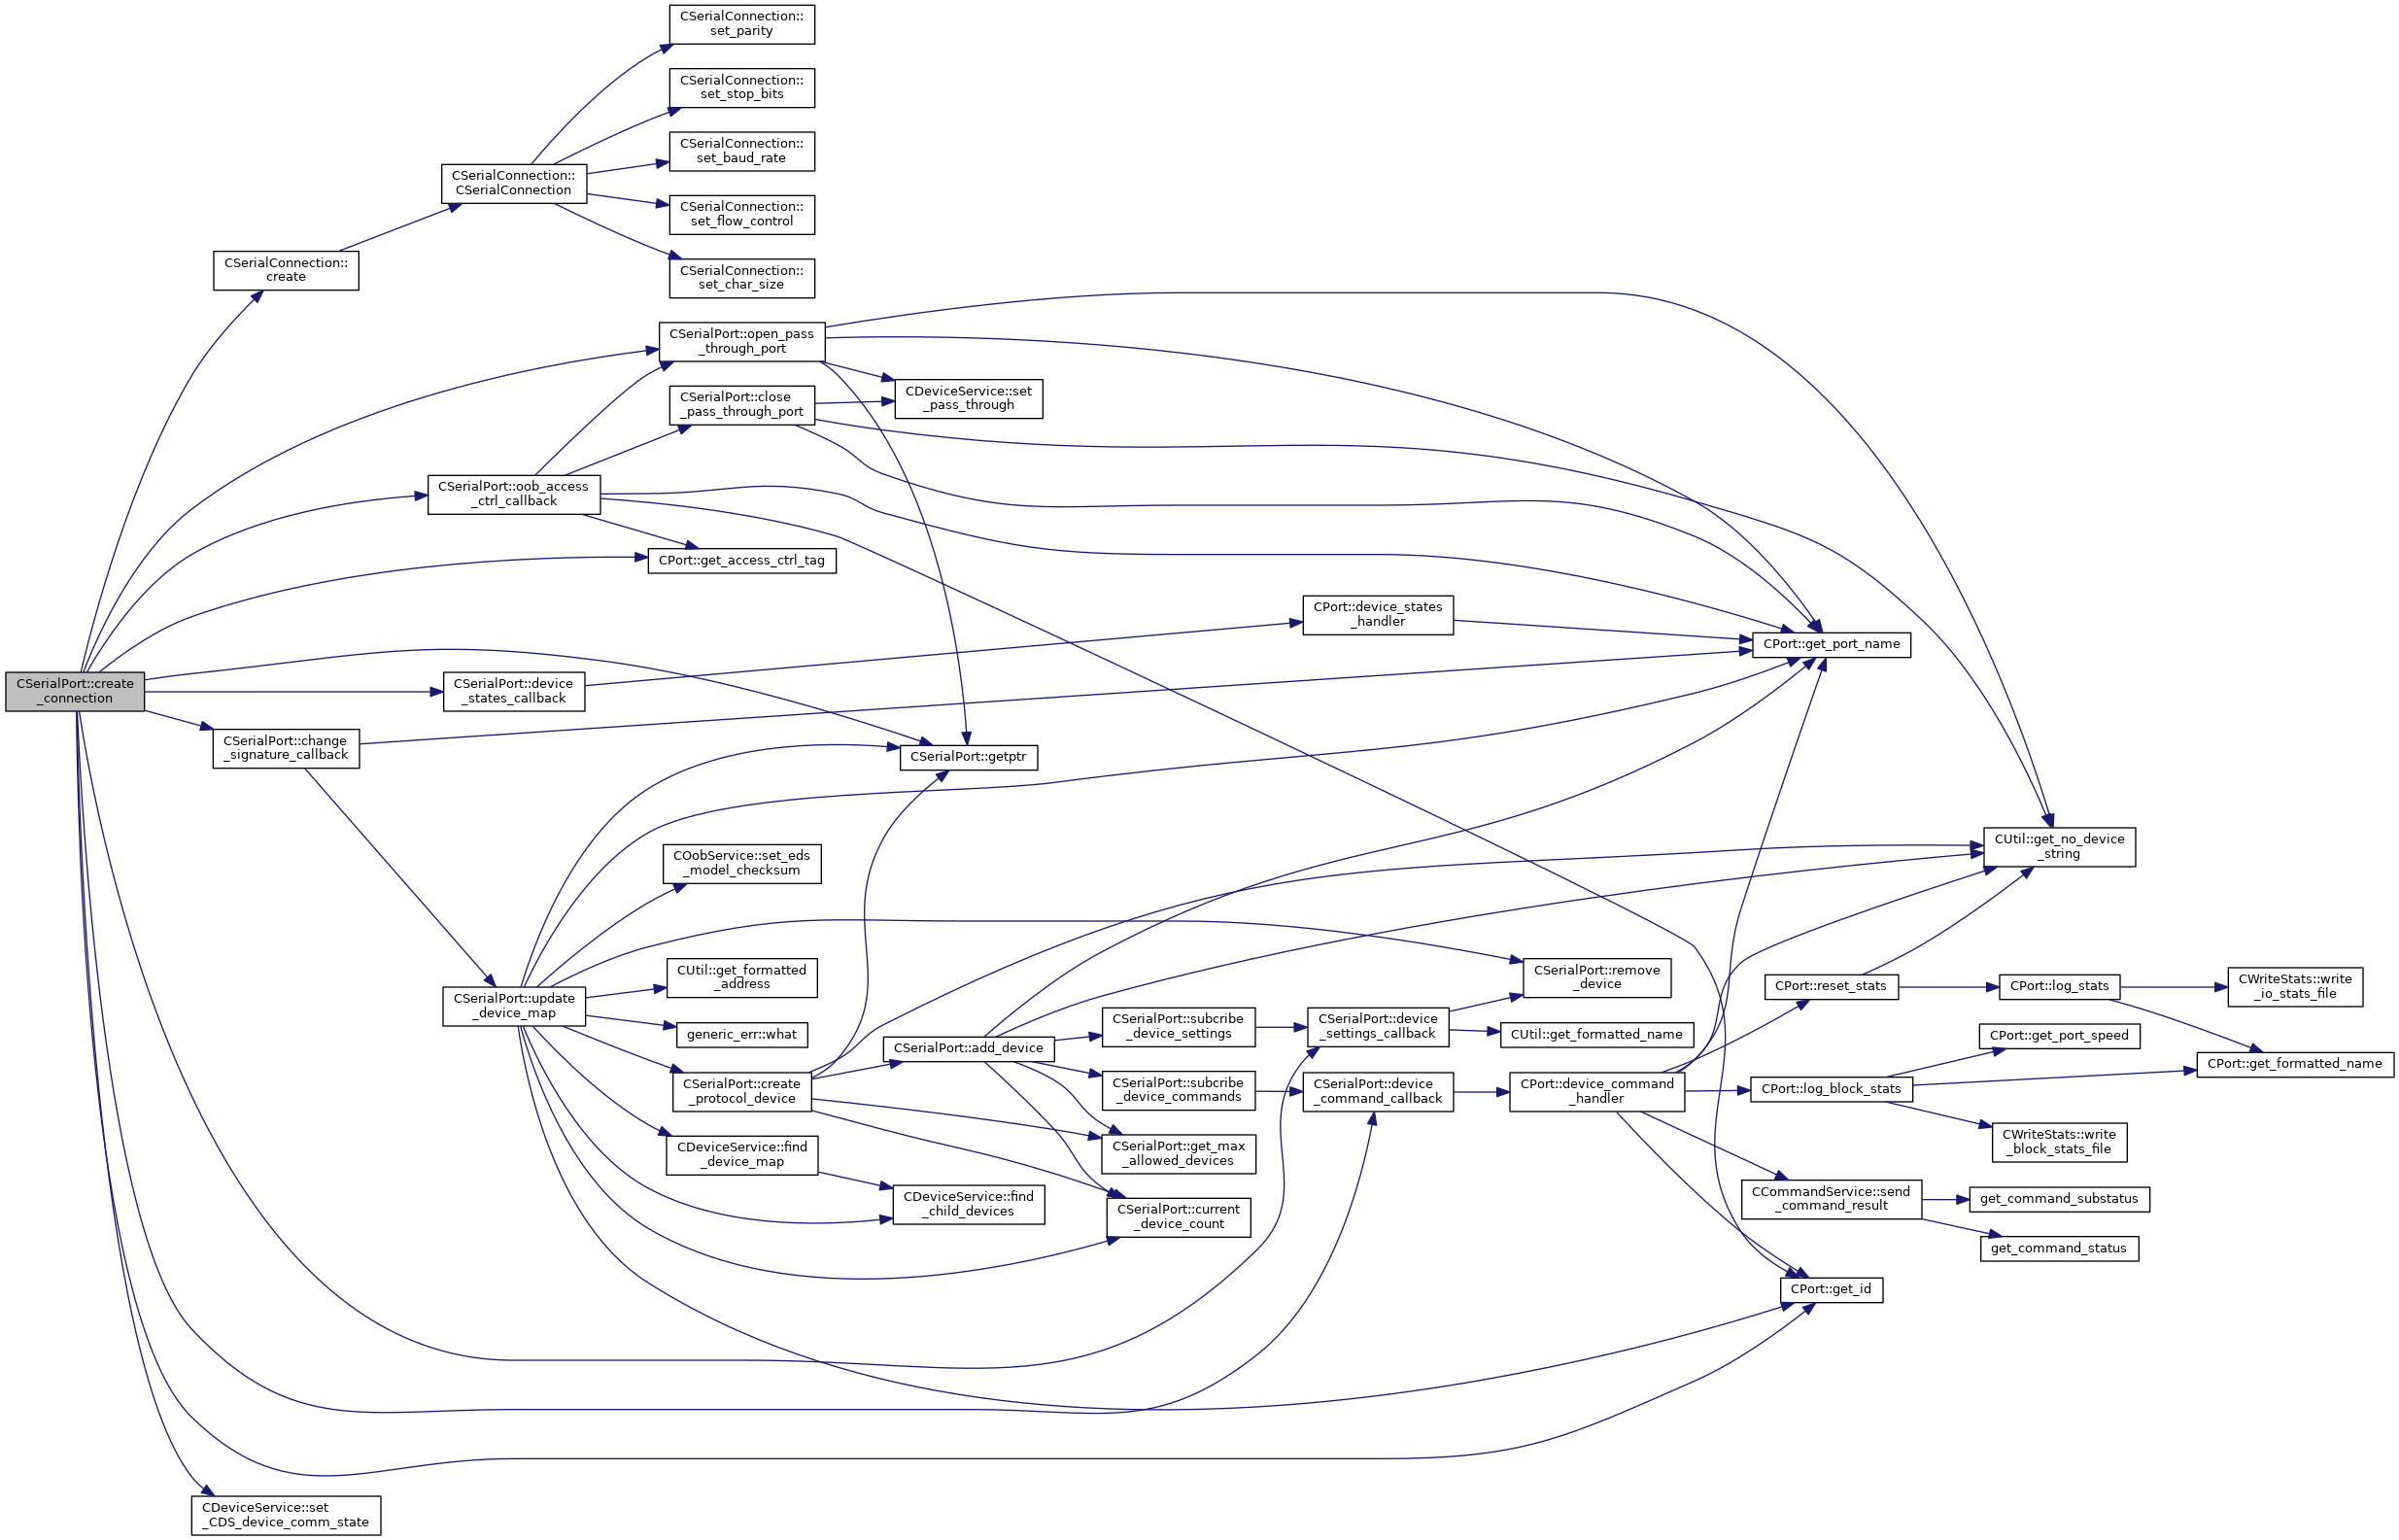 CSerialConnection::
set_parity
CSerialConnection::
set_stop_bits
CSerialConnection::
set_baud_rate
CSerialConnection::
CSerialConnection
CSerialConnection::
set_flow_control
CSerialConnection::
create
CSerialConnection::
set_char_size
CSerialPort::open_pass
_through_port
CSerialPort::close
_pass_through_port
CDeviceService::set
_pass_through
CSerialPort::oob_access
_ctrl_callback
CPort::get_access_ctrl_tag
CPort::device_states
_handler
CPort::get_port_name
CSerialPort::create
_connection
CSerialPort::device
_states_callback
CSerialPort::change
_signature_callback
CSerialPort::getptr
CUtil::get_no_device
_string
COobService::set_eds
_model_checksum
CUtil::get_formatted
_address
CSerialPort::remove
_device
CPort::reset_stats
CPort::log_stats
CWriteStats::write
_io_stats_file
CSerialPort::update
_device_map
generic_err::what
CSerialPort::add_device
CSerialPort::subcribe
_device_settings
CSerialPort::device
_settings_callback
CUtil::get_formatted_name
CPort::get_port_speed
CPort::get_formatted_name
CSerialPort::create
_protocol_device
CSerialPort::subcribe
_device_commands
CSerialPort::device
_command_callback
CPort::device_command
_handler
CPort::log_block_stats
CWriteStats::write
_block_stats_file
CDeviceService::find
_device_map
CSerialPort::get_max
_allowed_devices
CDeviceService::find
_child_devices
CSerialPort::current
_device_count
CCommandService::send
_command_result
get_command_substatus
get_command_status
CPort::get_id
CDeviceService::set
_CDS_device_comm_state